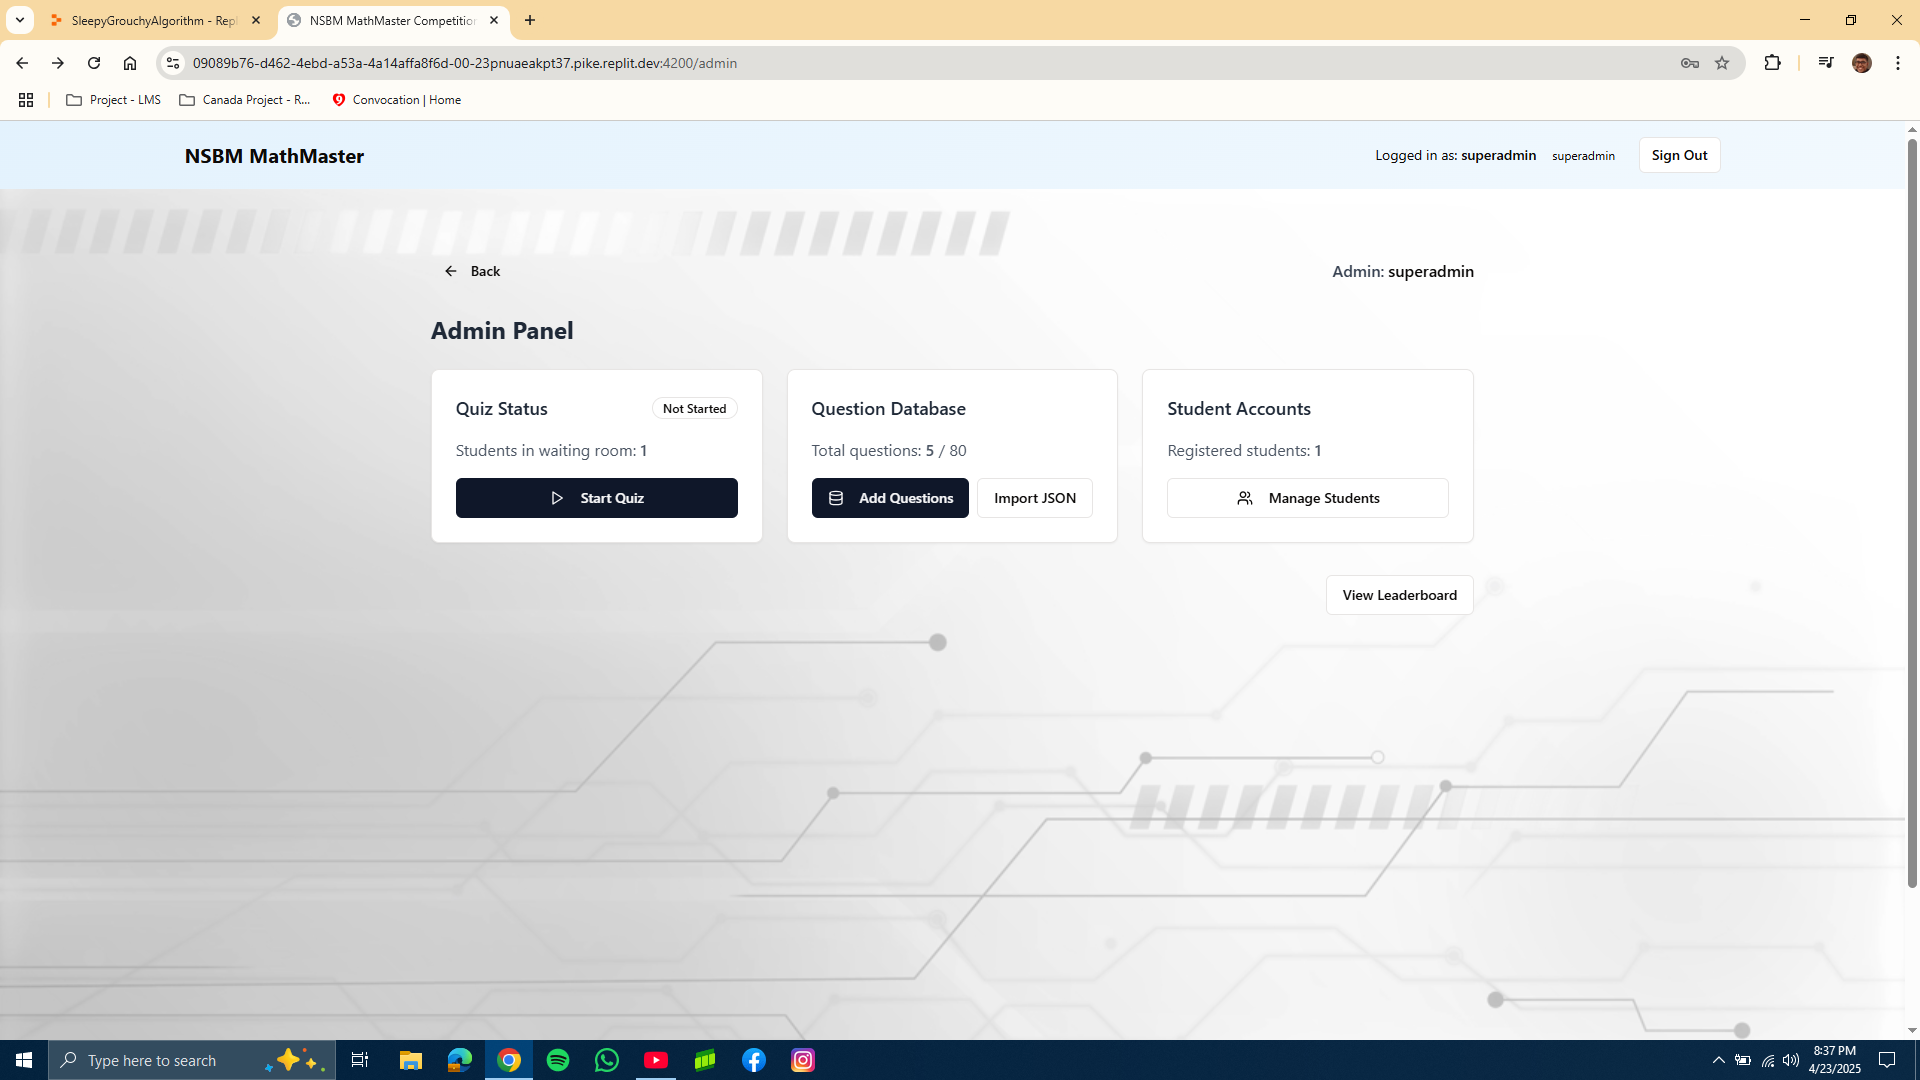 SleepyGrouchyAlgorithm - Repl
NSBM MathMaster Competition
09089b76-d462-4ebd-a53a-4a14affa8f6d-00-23pnuaeakpt37.pike.replit.dev:4200/admin
Project - LMS
Canada Project - R...
Convocation | Home
NSBM MathMaster
Logged in as: superadmin
superadmin
Sign Out
Back
Admin: superadmin
Admin Panel
Quiz Status
Not Started
Students in waiting room: 1
Start Quiz
Question Database
Total questions: 5 / 80
Add Questions
Import JSON
Student Accounts
Registered students: 1
Manage Students
View Leaderboard
Type here to search
8:37 PM
4/23/2025